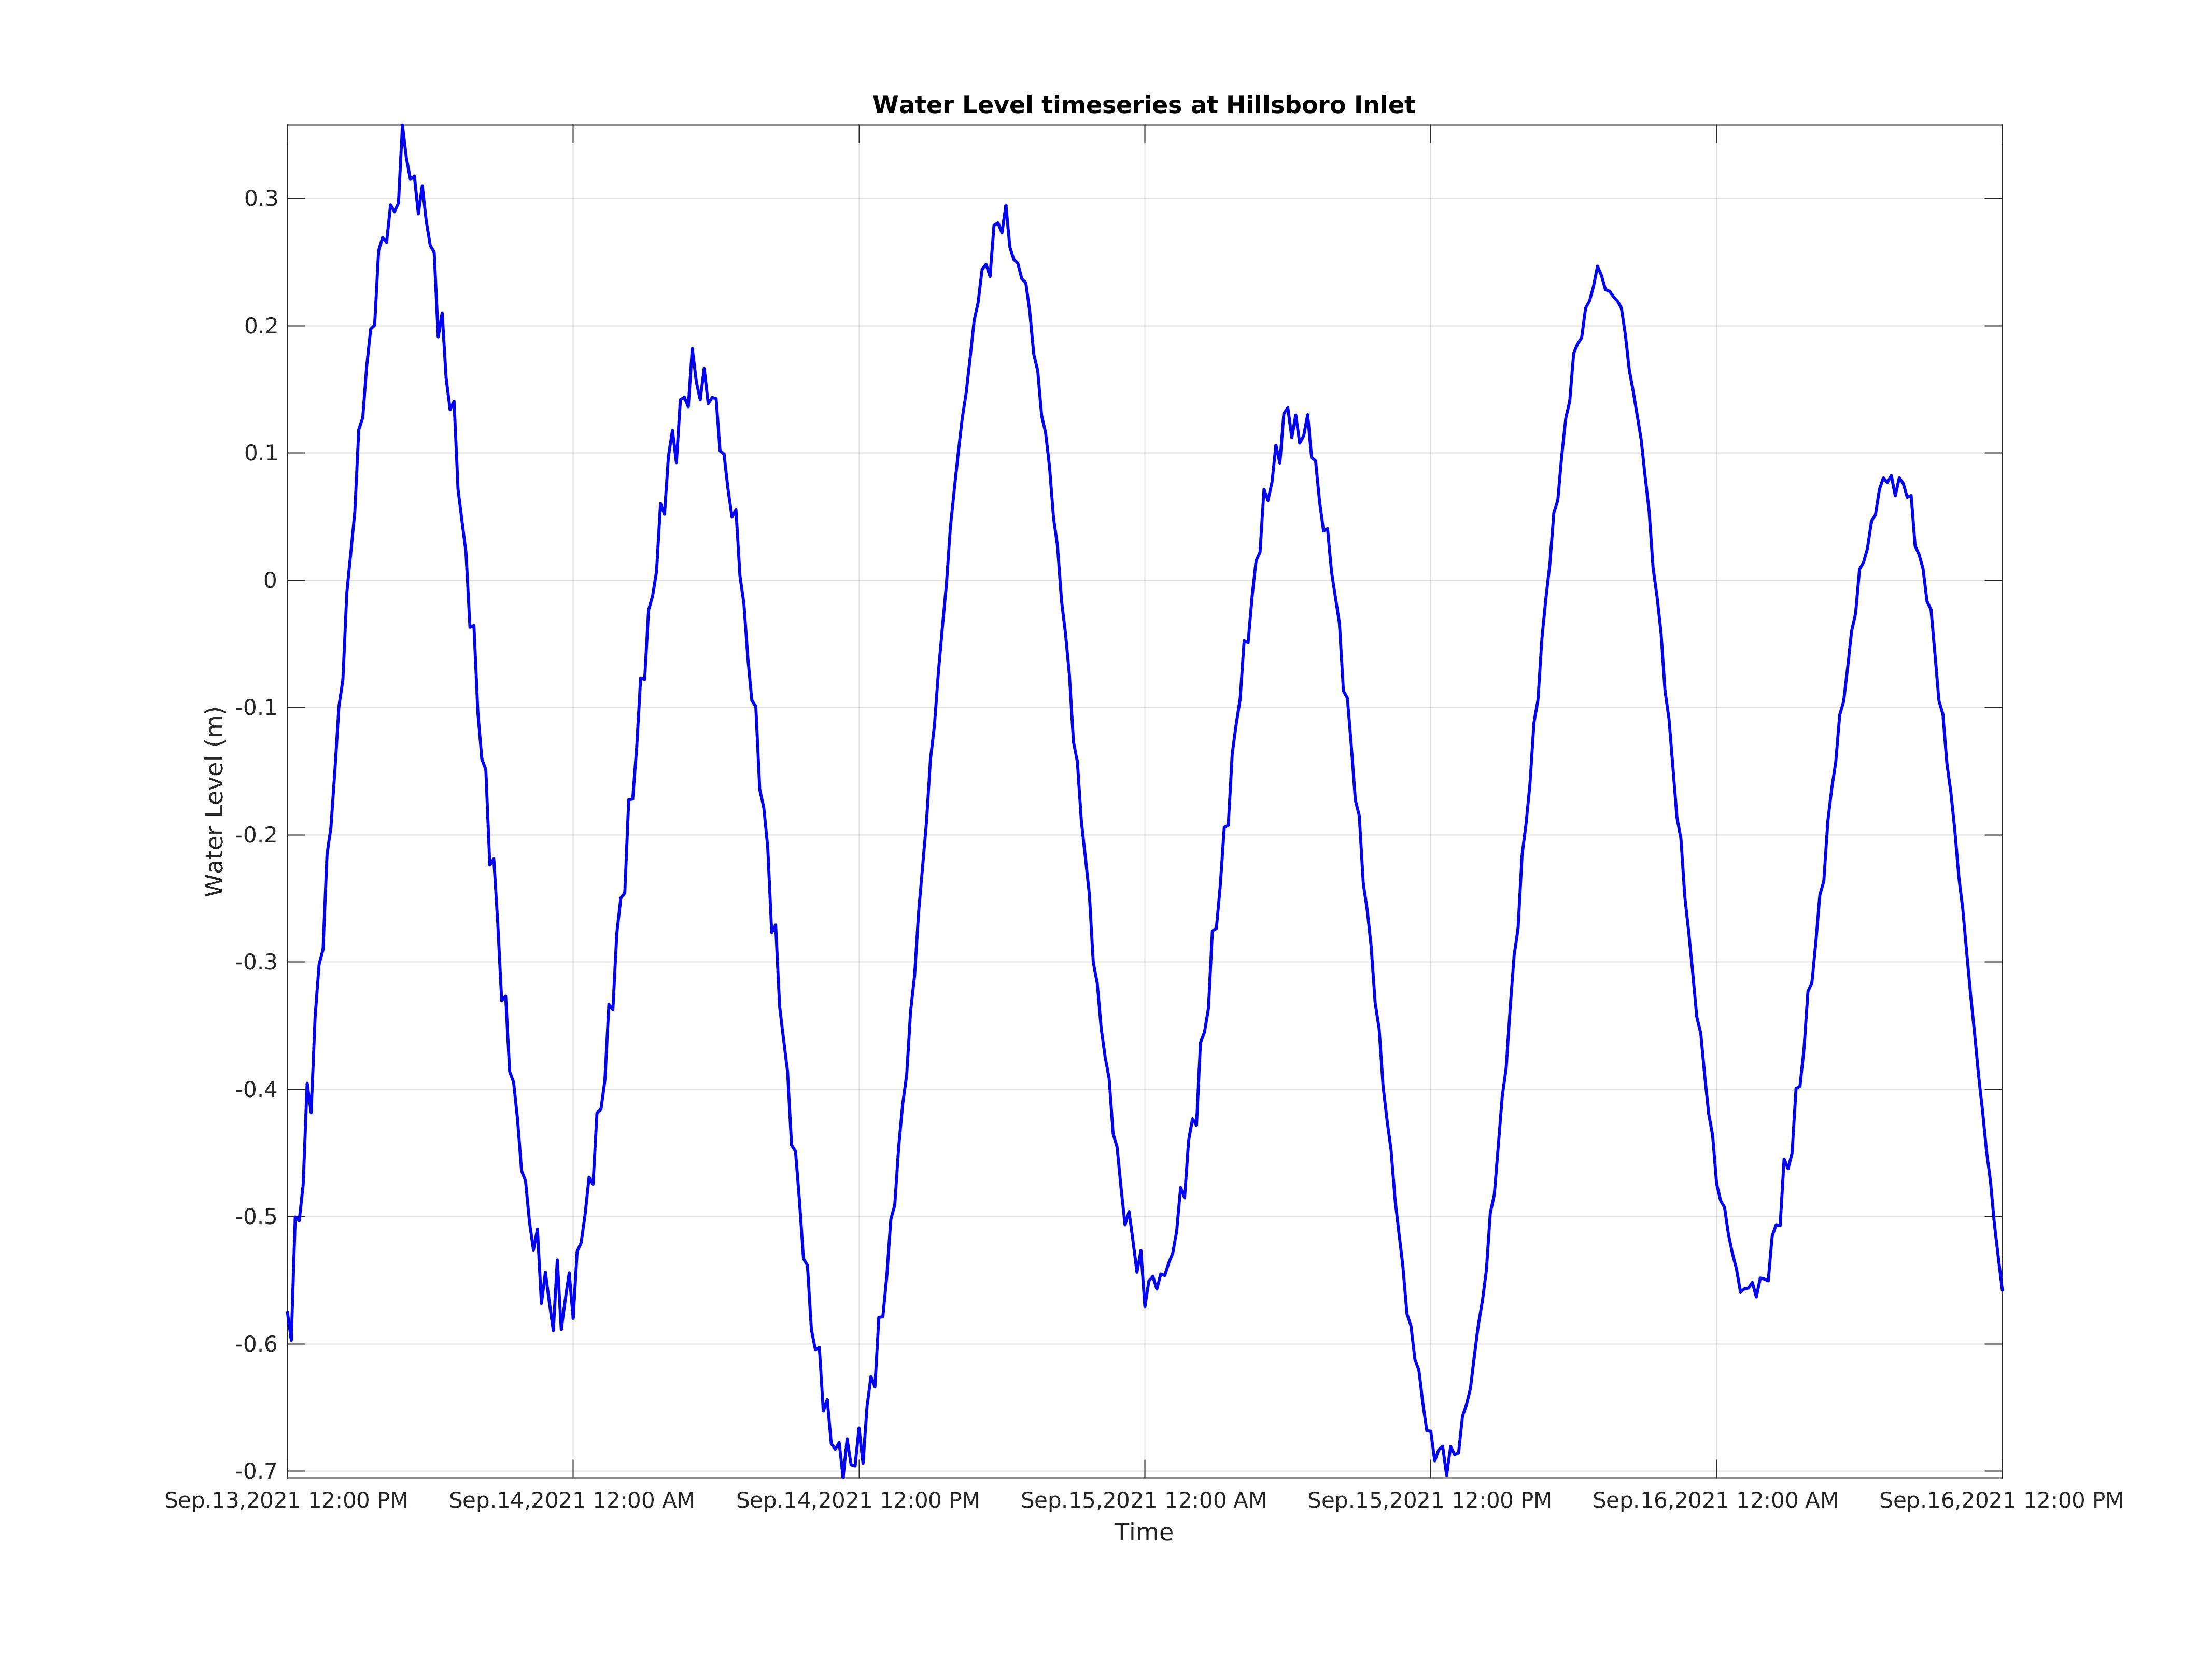 Water Level timeseries at Hillsboro Inlet
0.3
0.2
0.1
0
-0.1
-0.2
-0.3
-0.4
-0.5
-0.6
-0.7
Water Level (m)
Sep.13,2021 12:00 PM
Sep.14,2021 12:00 AM
Sep.14,2021 12:00 PM
Sep.15,2021 12:00 AM
Sep.15,2021 12:00 PM
Sep.16,2021 12:00 AM
Sep.16,2021 12:00 PM
Time